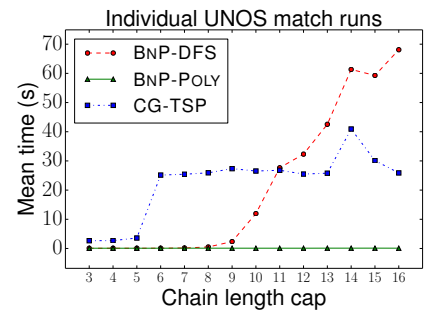 Individual UNOS match runs
Mean time (s)
70
60
50
40
30
20
10
0
BNP-DFS
BNP-POLY
CG-TSP
3 4 5 6 7 8 9 10 11 12 13 14 15 16
Chain length cap